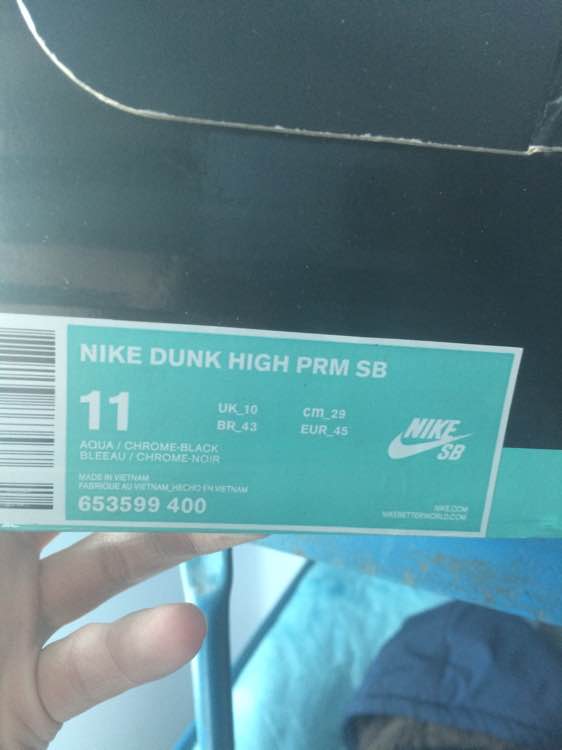 NIKE DUNK HIGH PRM SB
11
UK_10
cm_29
BR_43
EUR_45
AQUA / CHROME-BLACK
BLEEAU / CHROME-NOIR
NIKE
SB
MADE IN VIETNAM
FABRIQUE AU VIETNAM_HECHO EN VIETNAM
653599 400
NIKE.COM
NIKEBETTERWORLD.COM